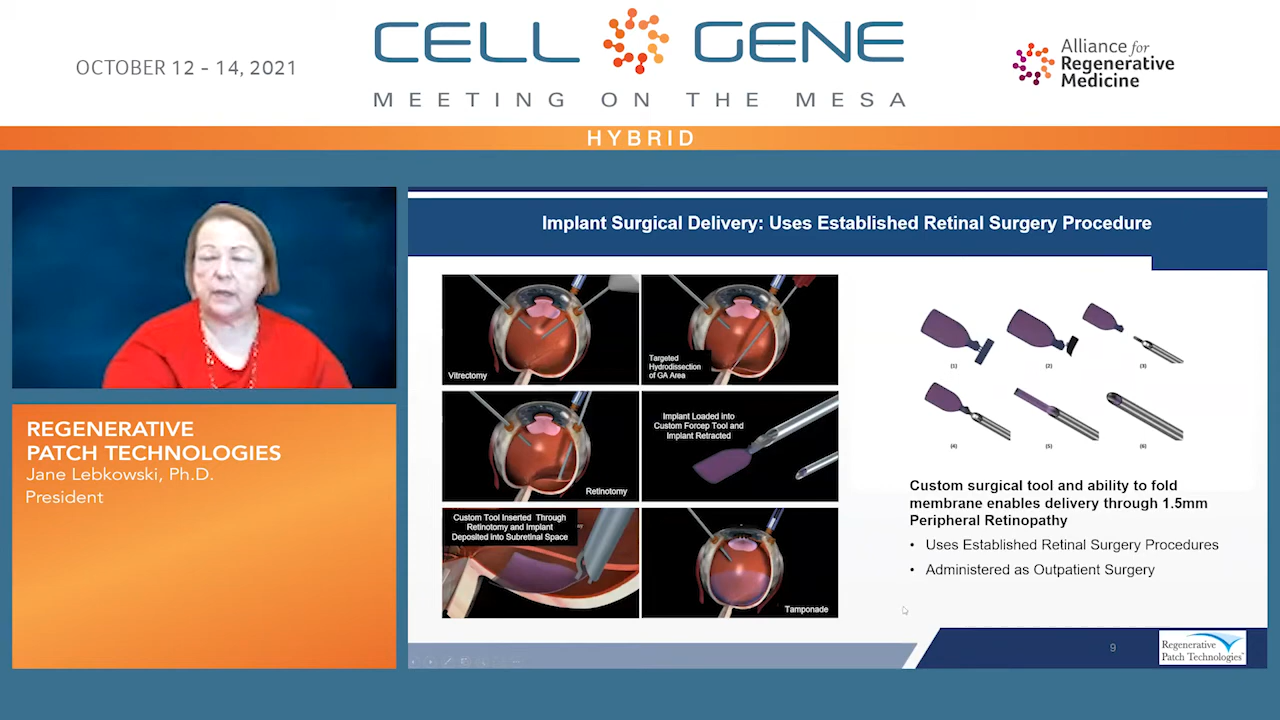 OCTOBER 12 - 14, 2021
CELL GENE
MEETING ON THE MESA
Alliance for
Regenerative
Medicine
HYBRID
REGENERATIVE
PATCH TECHNOLOGIES
Jane Lebkowski, Ph.D.
President
Implant Surgical Delivery: Uses Established Retinal Surgery Procedure
Vitrectomy
Targeted
Hydrodissection
of GA Area
Retinotomy
Implant Loaded into
Custom Forcep Tool and
Implant Retracted
Custom Tool Inserted Through
Retinotomy and Implant
Deposited into Subretinal Space
Tamponade
(1)
(2)
(3)
(4)
(5)
(6)
Custom surgical tool and ability to fold
membrane enables delivery through 1.5mm
Peripheral Retinopathy
• Uses Established Retinal Surgery Procedures
• Administered as Outpatient Surgery
9
Regenerative
Patch Technologies